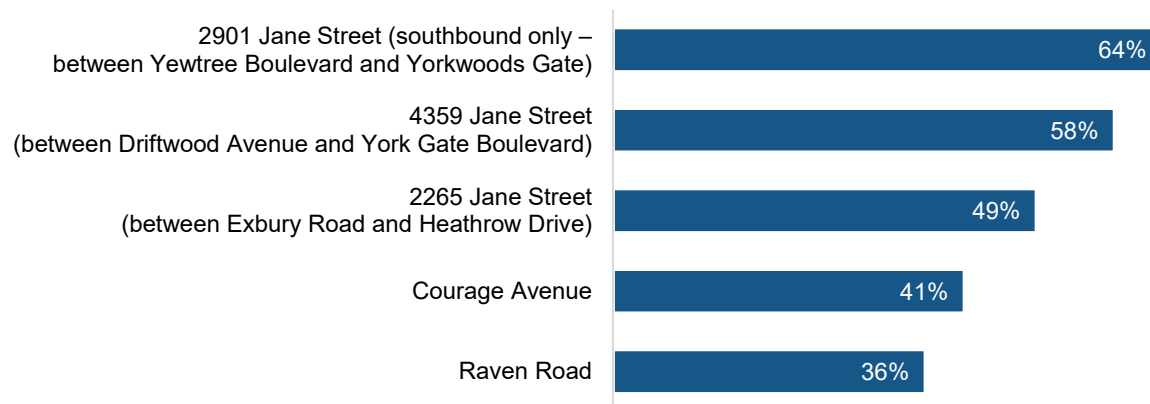 2901 Jane Street (southbound only –
between Yewtree Boulevard and Yorkwoods Gate)
64%
4359 Jane Street
(between Driftwood Avenue and York Gate Boulevard)
58%
2265 Jane Street
(between Exbury Road and Heathrow Drive)
49%
Courage Avenue
41%
Raven Road
36%